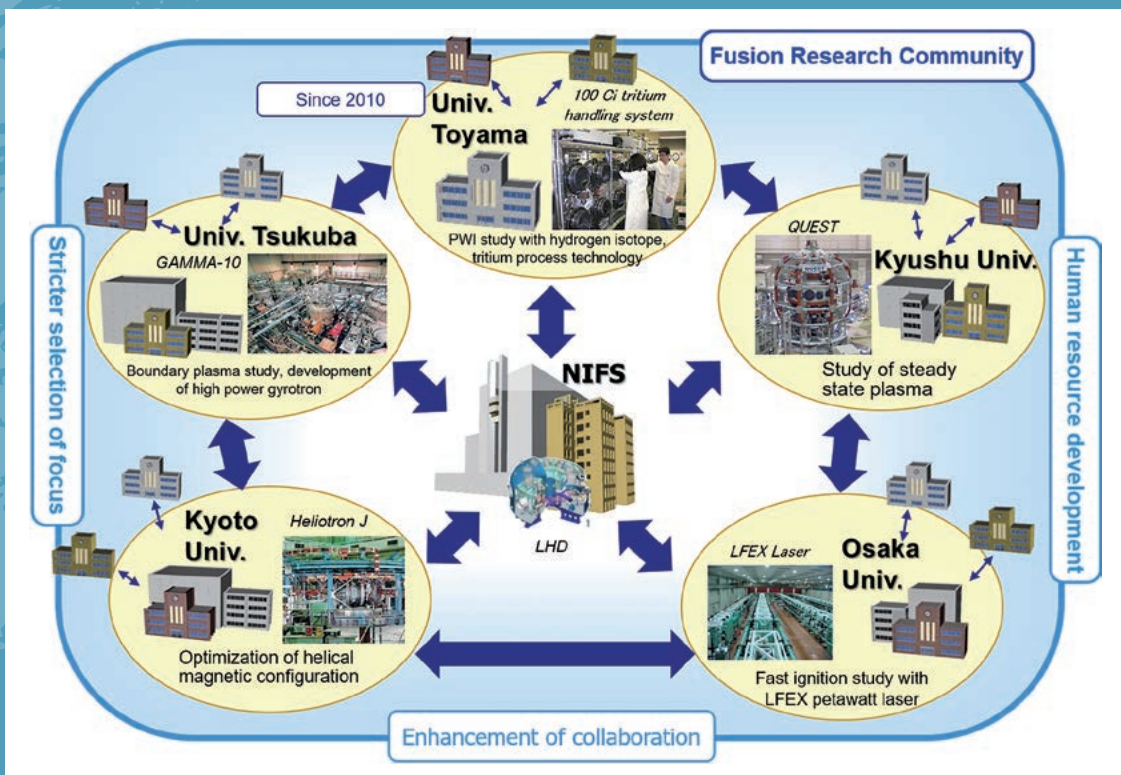 Fusion Research Community
Since 2010
Univ.
Toyama
100 Ci tritium
handling system
PWI study with hydrogen isotope,
tritium process technology
Univ. Tsukuba
GAMMA-10
Boundary plasma study, development
of high power gyrotron
QUEST
QUEST
Kyushu Univ.
Study of steady
state plasma
Stricter selection of focus
Human resource development
NIFS
LHD
Kyoto
Univ.
Heliotron J
Optimization of helical
magnetic configuration
LFEX Laser
Osaka
Univ.
Fast ignition study with
LFEX petawatt laser
Enhancement of collaboration